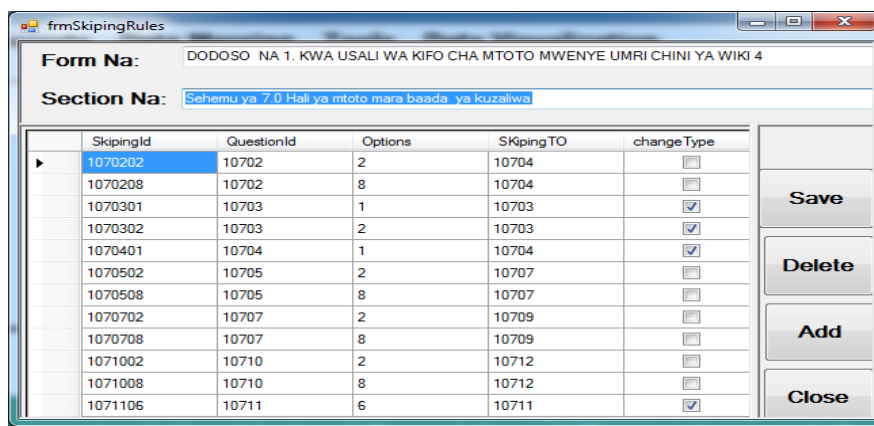 frmSkipingRules
Form Na: DODOSO NA 1. KWA USALI WA KIFO CHA MTOTO MWENYE UMRI CHINI YA WIKI 4
Section Na: Sehemu ya 7.0 Hali ya mtoto mara baada ya kuzaliwa
SkipingId QuestionId Options SKipingTO changeType
1070202 10702 2 10704
1070208 10702 8 10704
1070301 10703 1 10703
1070302 10703 2 10703
1070401 10704 1 10704
1070502 10705 2 10707
1070508 10705 8 10707
1070702 10707 2 10709
1070708 10707 8 10709
1071002 10710 2 10712
1071008 10710 8 10712
1071106 10711 6 10711
Save
Delete
Add
Close